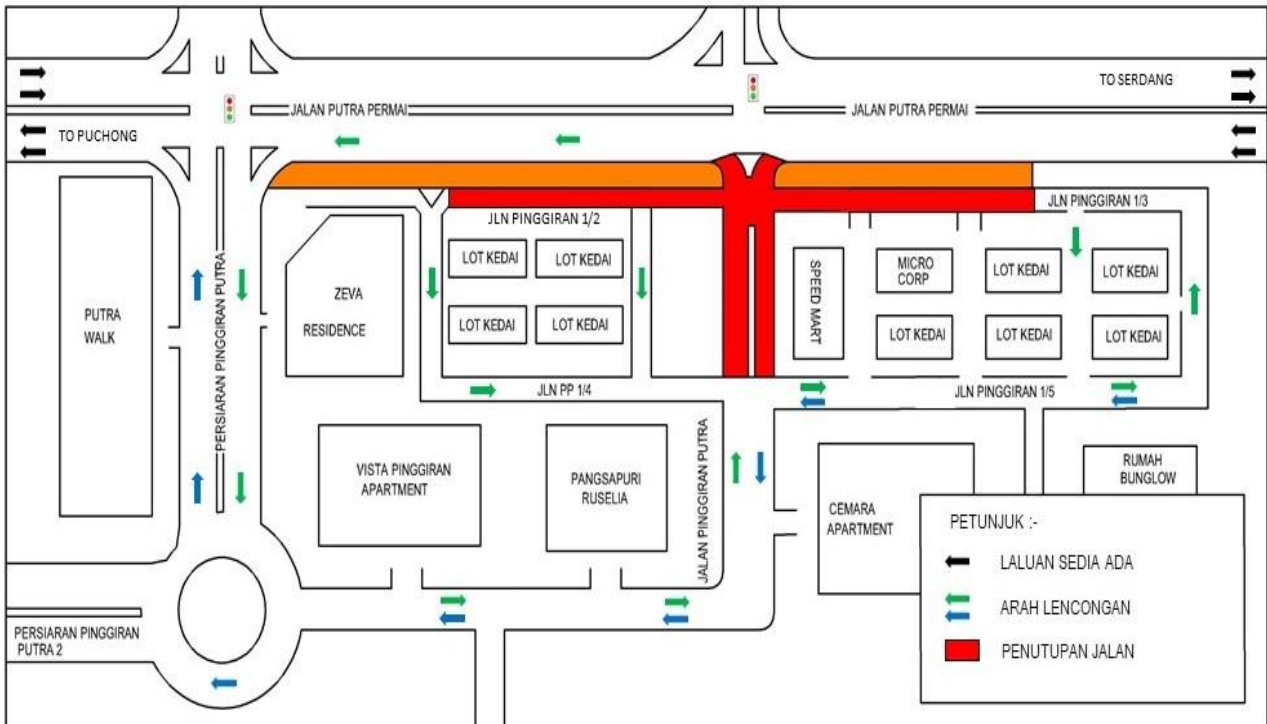 TO SERDANG
JALAN PUTRA PERMAI
JALAN PUTRA PERMAI
TO PUCHONG
JLN PINGGIRAN 1/3
JLN PINGGIRAN 1/2
LOT KEDAI
LOT KEDAI
SPEED MART
MICRO
CORP
LOT KEDAI
LOT KEDAI
PERSIARAN PINGGIRAN PUTRA
ZEVA
RESIDENCE
PUTRA
WALK
LOT KEDAI
LOT KEDAI
LOT KEDAI
LOT KEDAI
LOT KEDAI
JLN PP 1/4
JLN PINGGIRAN 1/5
VISTA PINGGIRAN
APARTMENT
PANGSAPURI
RUSELIA
JALAN PINGGIRAN PUTRA
CEMARA
APARTMENT
RUMAH
BUNGLOW
PERSIARAN PINGGIRAN
PUTRA 2
PETUNJUK :-
LALUAN SEDIA ADA
ARAH LENCONGAN
PENUTUPAN JALAN